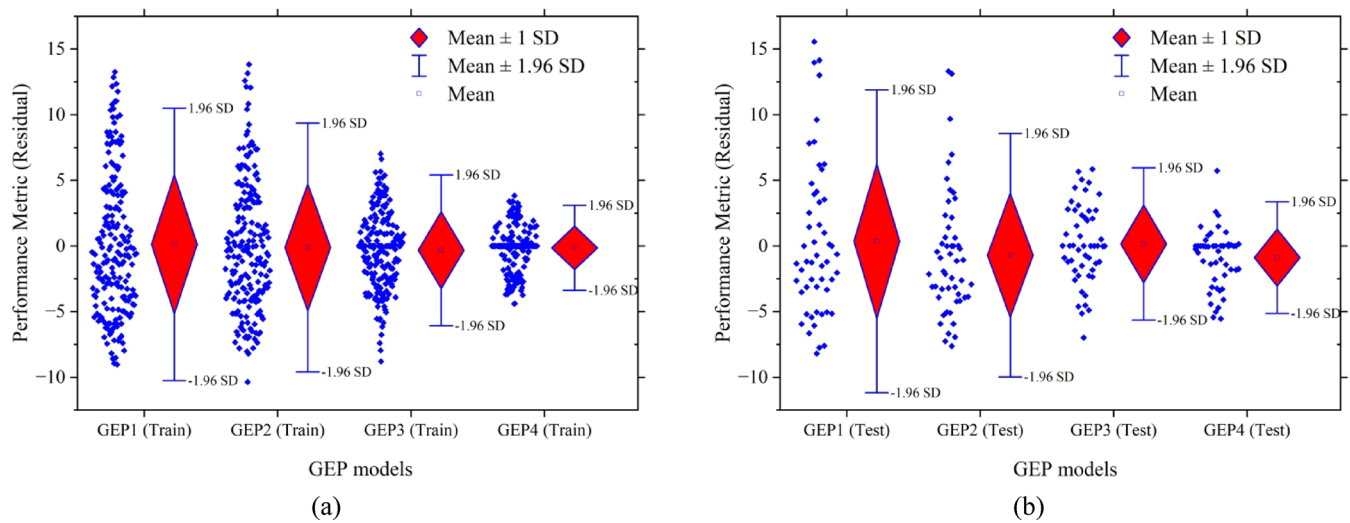 Performance Metric (Residual)
15
10
5
0
−5
−10
Mean ± 1 SD
Mean ± 1.96 SD
Mean
1.96 SD
-1.96 SD
1.96 SD
-1.96 SD
1.96 SD
-1.96 SD
1.96 SD
-1.96 SD
GEP1 (Train)
GEP2 (Train)
GEP3 (Train)
GEP4 (Train)
GEP models
(a)
Performance Metric (Residual)
15
10
5
0
−5
−10
Mean ± 1 SD
Mean ± 1.96 SD
Mean
1.96 SD
-1.96 SD
1.96 SD
-1.96 SD
1.96 SD
-1.96 SD
1.96 SD
-1.96 SD
GEP1 (Test)
GEP2 (Test)
GEP3 (Test)
GEP4 (Test)
GEP models
(b)